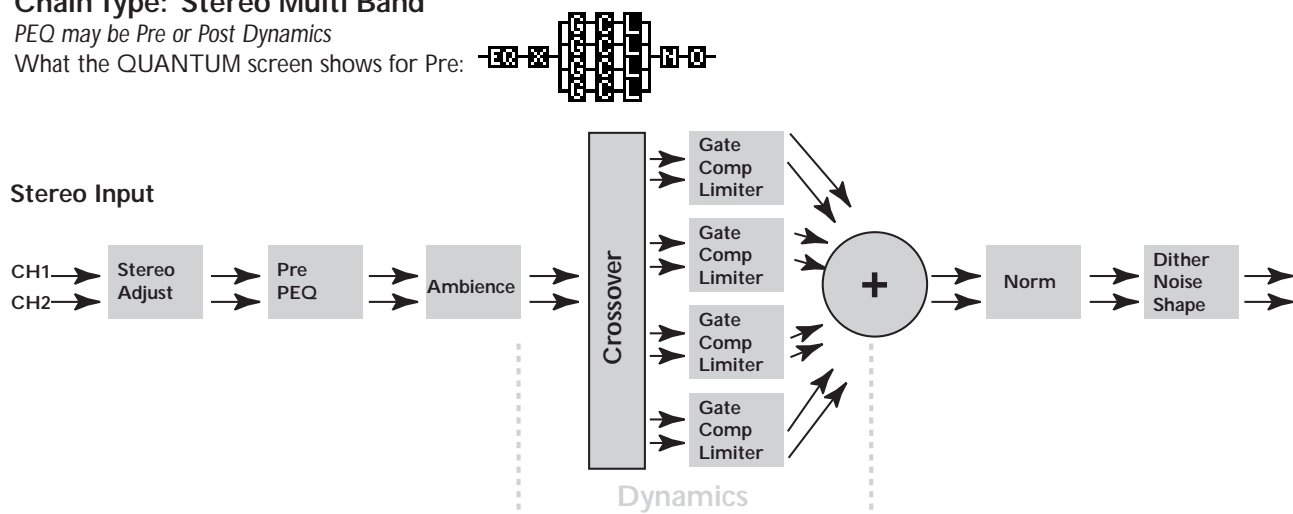 Chain Type: Stereo Multi Band
PEQ may be Pre or Post Dynamics
What the QUANTUM screen shows for Pre:
EQ X G C L G C L G C L G C L N O
Stereo Input
CH1
CH2
Stereo
Adjust
Pre
PEQ
Ambience
Crossover
Gate
Comp
Limiter
Gate
Comp
Limiter
Gate
Comp
Limiter
Gate
Comp
Limiter
+
Norm
Dither
Noise
Shape
Dynamics